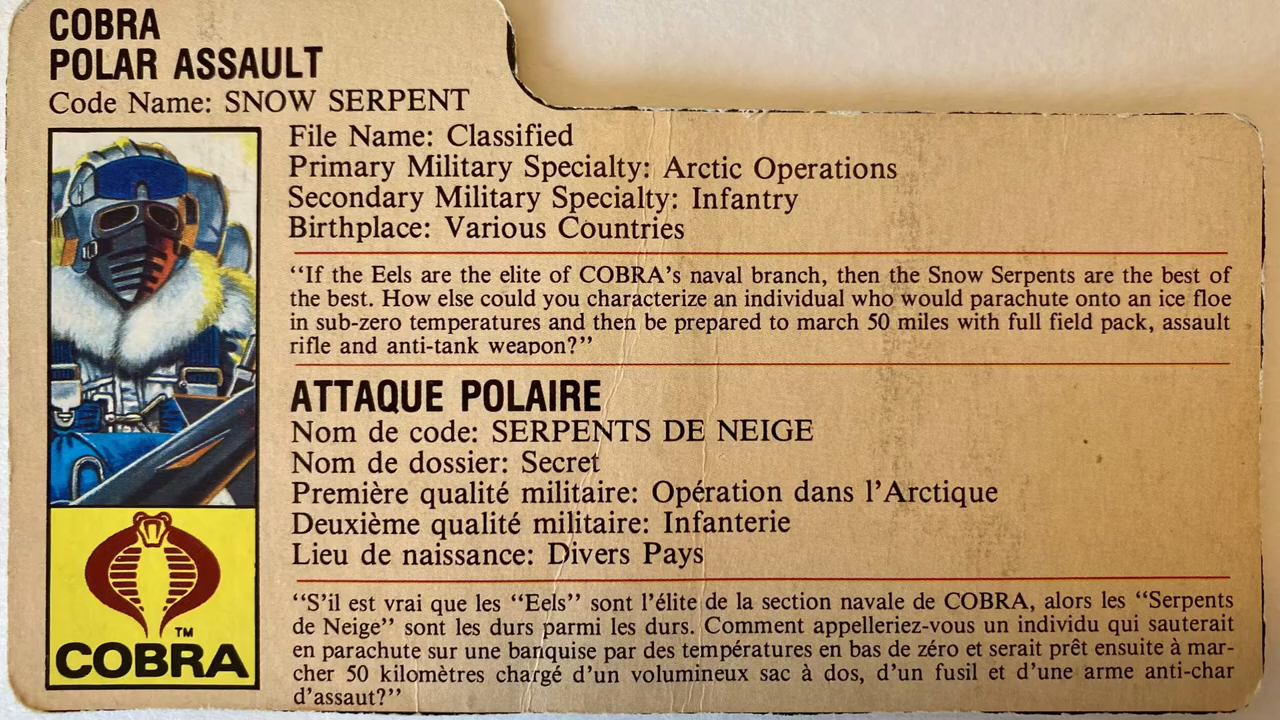 COBRA
POLAR ASSAULT
Code Name: SNOW SERPENT
File Name: Classified
Primary Military Specialty: Arctic Operations
Secondary Military Specialty: Infantry
Birthplace: Various Countries
“If the Eels are the elite of COBRA’s naval branch, then the Snow Serpents are the best of
the best. How else could you characterize an individual who would parachute onto an ice floe
in sub-zero temperatures and then be prepared to march 50 miles with full field pack, assault
rifle and anti-tank weapon?”
ATTAQUE POLAIRE
Nom de code: SERPENTS DE NEIGE
Nom de dossier: Secret
Première qualité militaire: Opération dans l’Arctique
Deuxième qualité militaire: Infanterie
Lieu de naissance: Divers Pays
“S’il est vrai que les “Eels” sont l’élite de la section navale de COBRA, alors les “Serpents
de Neige” sont les durs parmi les durs. Comment appelleriez-vous un individu qui sauterait
en parachute sur une banquise par des températures en bas de zéro et serait prêt ensuite à mar-
cher 50 kilomètres chargé d’un volumineux sac à dos, d’un fusil et d’une arme anti-char
d’assaut?”
TM
COBRA